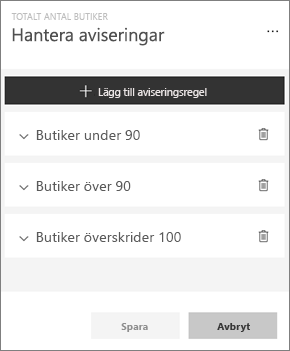 TOTALT ANTAL BUTIKER
Hantera aviseringar
Lägg till aviseringsregel
Butiker under 90
Butiker över 90
Butiker överskrider 100
Spara
Avbryt